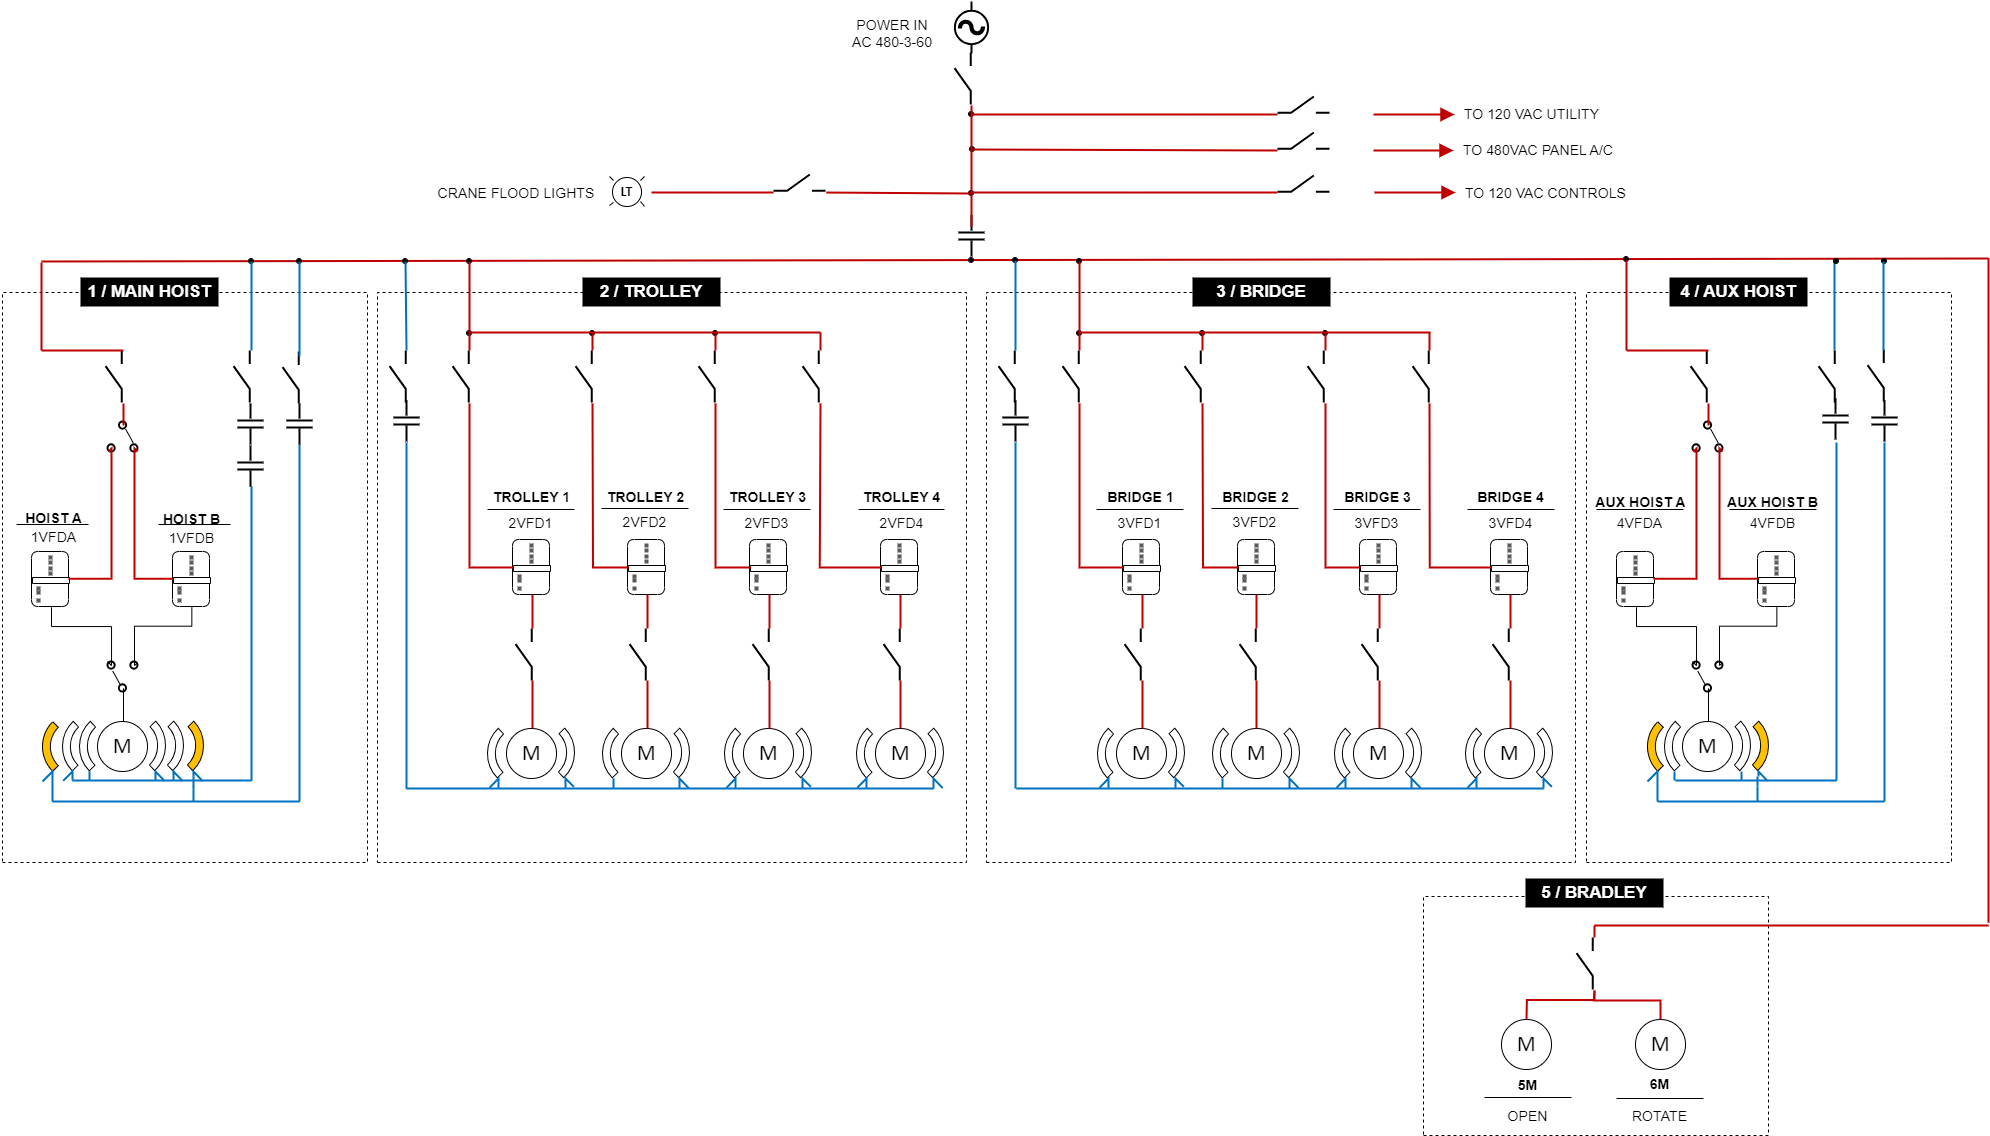 POWER IN
AC 480-3-60
TO 120 VAC UTILITY
TO 480VAC PANEL A/C
CRANE FLOOD LIGHTS
LT
TO 120 VAC CONTROLS
1 / MAIN HOIST
2 / TROLLEY
3 / BRIDGE
4 / AUX HOIST
HOIST A
1VFDA
HOIST B
1VFDB
TROLLEY 1
2VFD1
TROLLEY 2
2VFD2
TROLLEY 3
2VFD3
TROLLEY 4
2VFD4
BRIDGE 1
3VFD1
BRIDGE 2
3VFD2
BRIDGE 3
3VFD3
BRIDGE 4
3VFD4
AUX HOIST A
4VFDA
AUX HOIST B
4VFDB
M
M
M
M
M
M
M
M
M
M
5 / BRADLEY
M
M
5M
OPEN
6M
ROTATE